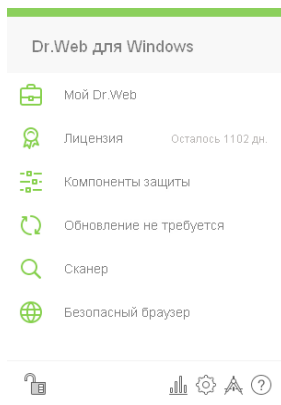 Dr.Web для Windows
Мой Dr.Web
Лицензия Осталось 1102 дн.
Компоненты защиты
Обновление не требуется
Сканер
Безопасный браузер
?